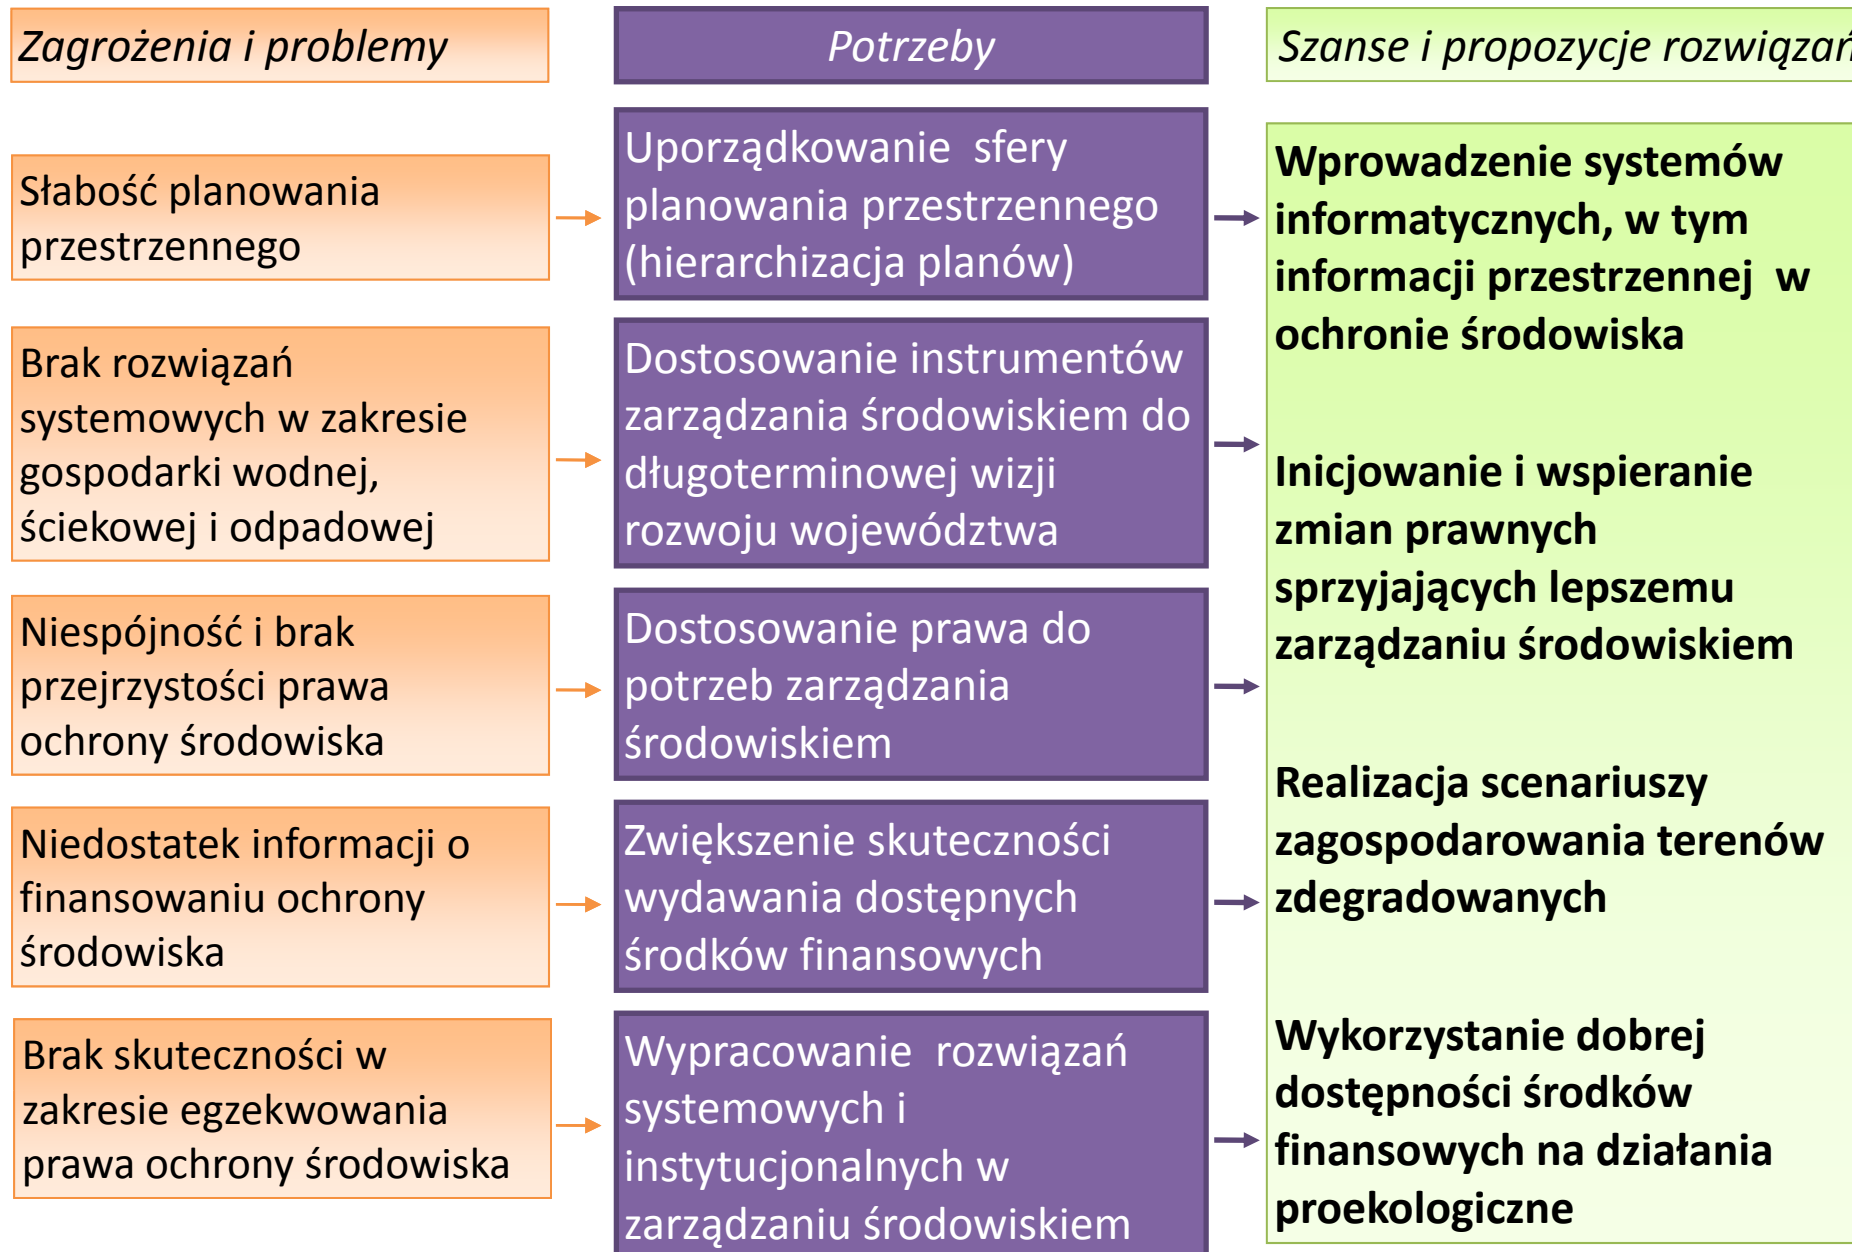 Zagrożenia i problemy
Potrzeby
Szanse i propozycje rozwiązań
Słabość planowania
przestrzennego
Uporządkowanie sfery
planowania przestrzennego
(hierarchizacja planów)
Brak rozwiązań
systemowych w zakresie
gospodarki wodnej,
ściekowej i odpadowej
Dostosowanie instrumentów
zarządzania środowiskiem do
długoterminowej wizji
rozwoju województwa
Niespójność i brak
przejrzystości prawa
ochrony środowiska
Dostosowanie prawa do
potrzeb zarządzania
środowiskiem
Niedostatek informacji o
finansowaniu ochrony
środowiska
Zwiększenie skuteczności
wydawania dostępnych
środków finansowych
Brak skuteczności w
zakresie egzekwowania
prawa ochrony środowiska
Wypracowanie rozwiązań
systemowych i
instytucjonalnych w
zarządzaniu środowiskiem
Wprowadzenie systemów
informatycznych, w tym
informacji przestrzennej w
ochronie środowiska
Inicjowanie i wspieranie
zmian prawnych
sprzyjających lepszemu
zarządzaniu środowiskiem
Realizacja scenariuszy
zagospodarowania terenów
zdegradowanych
Wykorzystanie dobrej
dostępności środków
finansowych na działania
proekologiczne